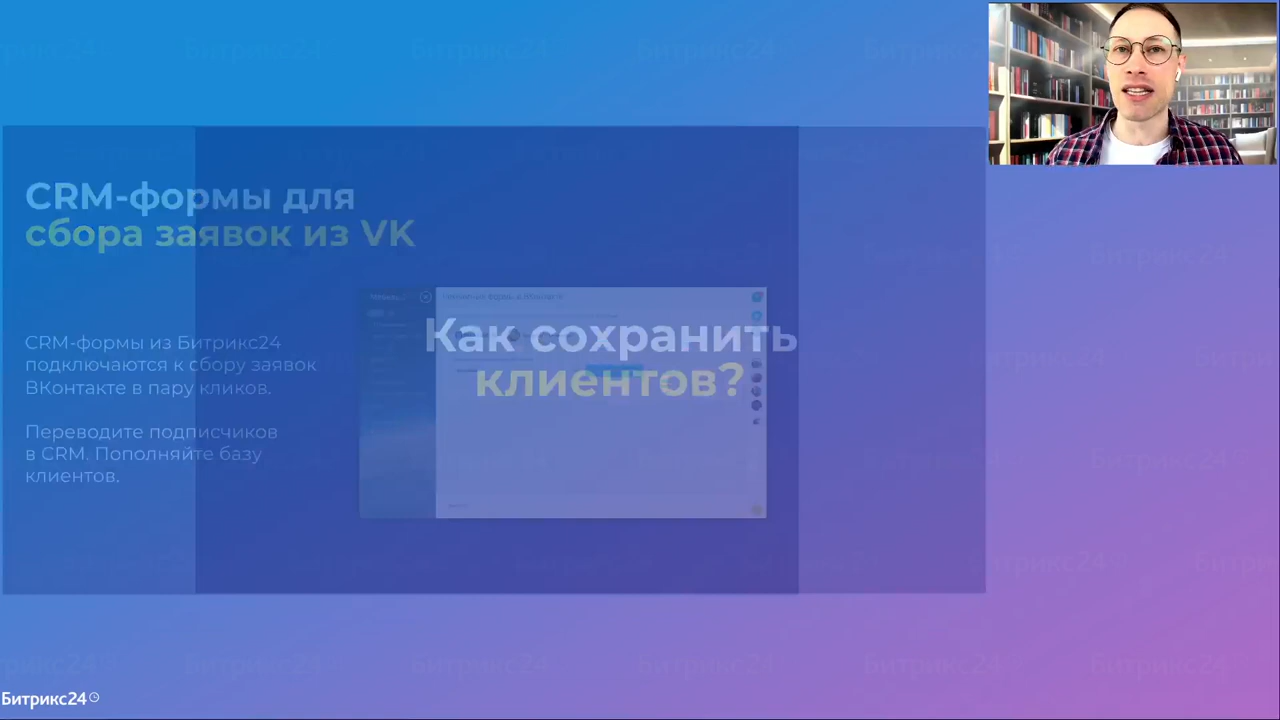 CRM-формы для
сбора заявок из VK
CRM-формы из Битрикс24
подключаются к сбору заявок
ВКонтакте в пару кликов.
Переводите подписчиков
в CRM. Пополняйте базу
клиентов.
Как сохранить
клиентов?
Битрикс24